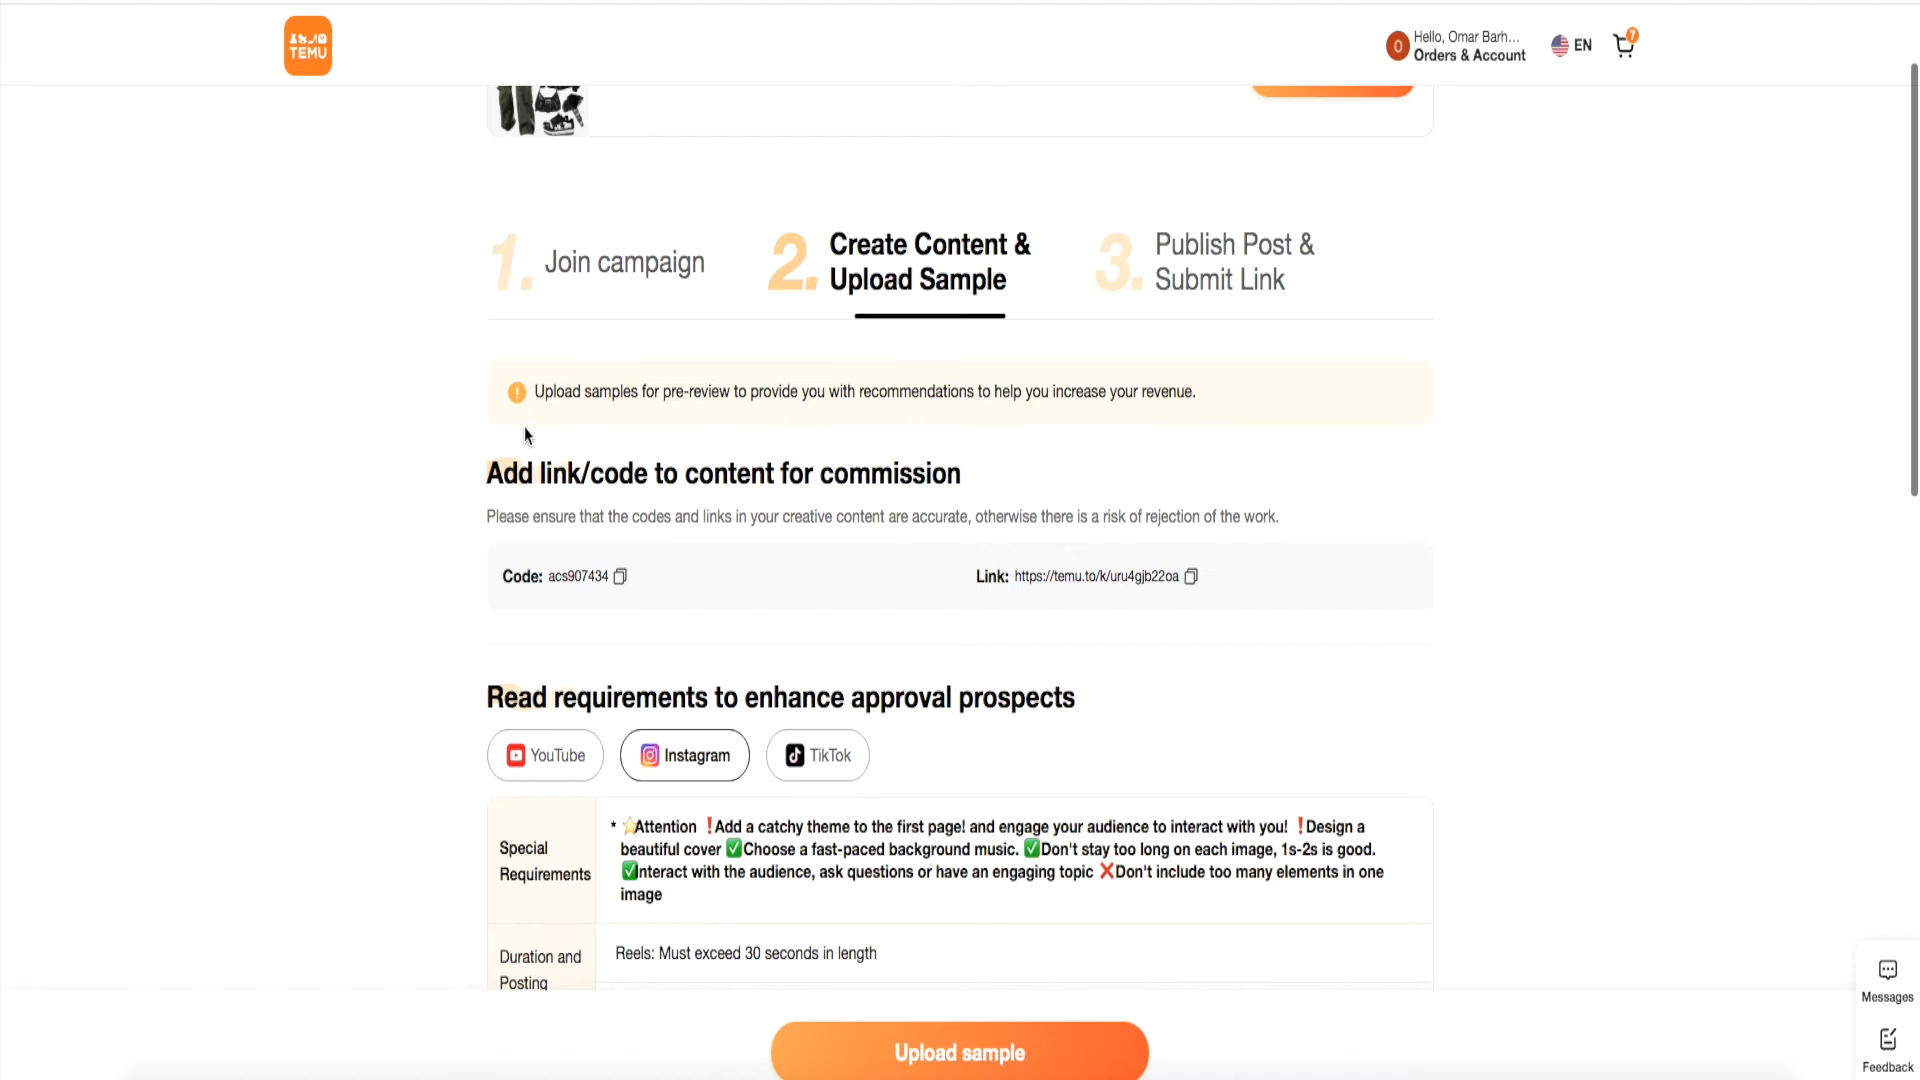 TEMU
O
Hello, Omar Barh...
Orders & Account
EN
7
1. Join campaign
2. Create Content &
Upload Sample
3. Publish Post &
Submit Link
Upload samples for pre-review to provide you with recommendations to help you increase your revenue.
Add link/code to content for commission
Please ensure that the codes and links in your creative content are accurate, otherwise there is a risk of rejection of the work.
Code: acs907434
Link: https://temu.to/k/uru4gjb22oa
Read requirements to enhance approval prospects
YouTube
Instagram
TikTok
Special
Requirements
* ⭐Attention ❗Add a catchy theme to the first page! and engage your audience to interact with you! ❗Design a
beautiful cover ✅Choose a fast-paced background music. ✅Don't stay too long on each image, 1s-2s is good.
✅Interact with the audience, ask questions or have an engaging topic ❌Don't include too many elements in one
image
Duration and
Posting
Reels: Must exceed 30 seconds in length
Upload sample
Messages
Feedback